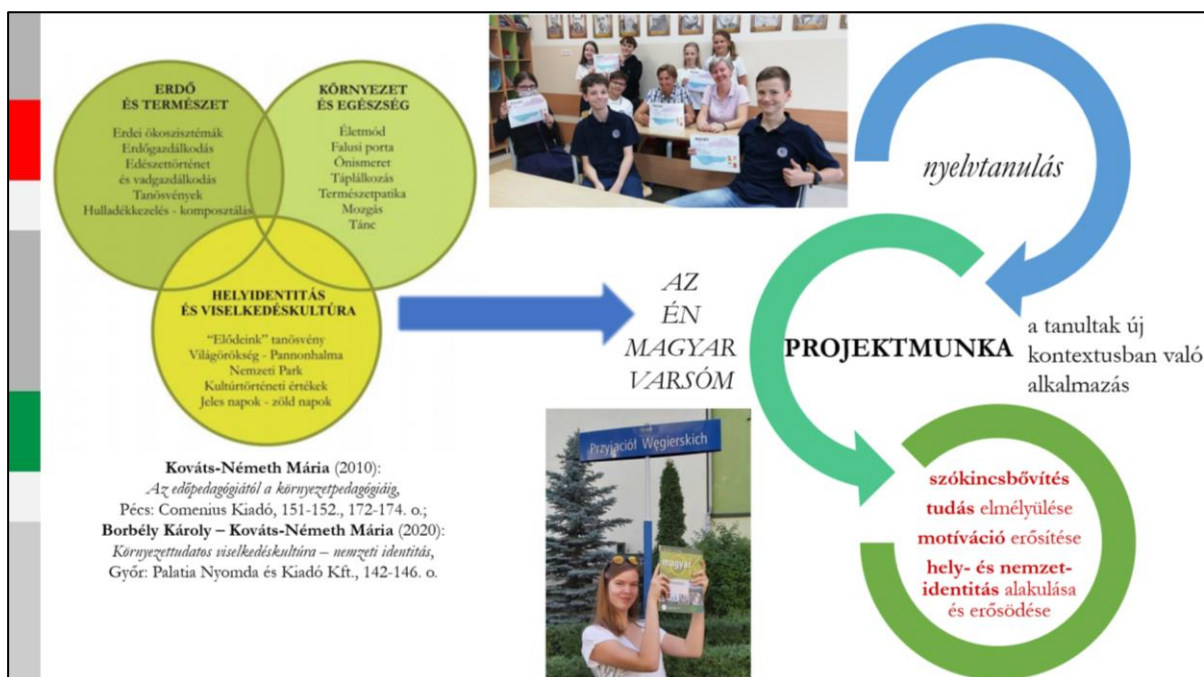 ERDŐ
ÉS TERMÉSZET
Erdei ökoszisztémák
Erdőgazdálkodás
Edészettörténet
és vadgazdálkodás
Tanösvények
Hulladékkezelés - komposztálás
KÖRNYEZET
ÉS EGÉSZSÉG
Életmód
Falusi porta
Önismeret
Táplálkozás
Természetpatika
Mozgás
Tánc
HELYIDENTITÁS
ÉS VISELKEDÉSKULTÚRA
"Elődeink" tanösvény
Világörökség - Pannonhalma
Nemzeti Park
Kultúrtörténeti értékek
Jeles napok - zöld napok
Kováts-Németh Mária (2010):
Az edőpedagógiától a környezetpedagógiáig,
Pécs: Comenius Kiadó, 151-152., 172-174. o.;
Borbély Károly – Kováts-Németh Mária (2020):
Környezettudatos viselkedéskultúra – nemzeti identitás,
Győr: Palatia Nyomda és Kiadó Kft., 142-146. o.
AZ
ÉN
MAGYAR
VARSÓM
Przyjaciół Węgierskich
magyar
nyelvtanulás
PROJEKTMUNKA
a tanultak új
kontextusban való
alkalmazás
szókincsbővítés
tudás elmélyülése
motíváció erősítése
hely- és nemzet-
identitás alakulása
és erősödése